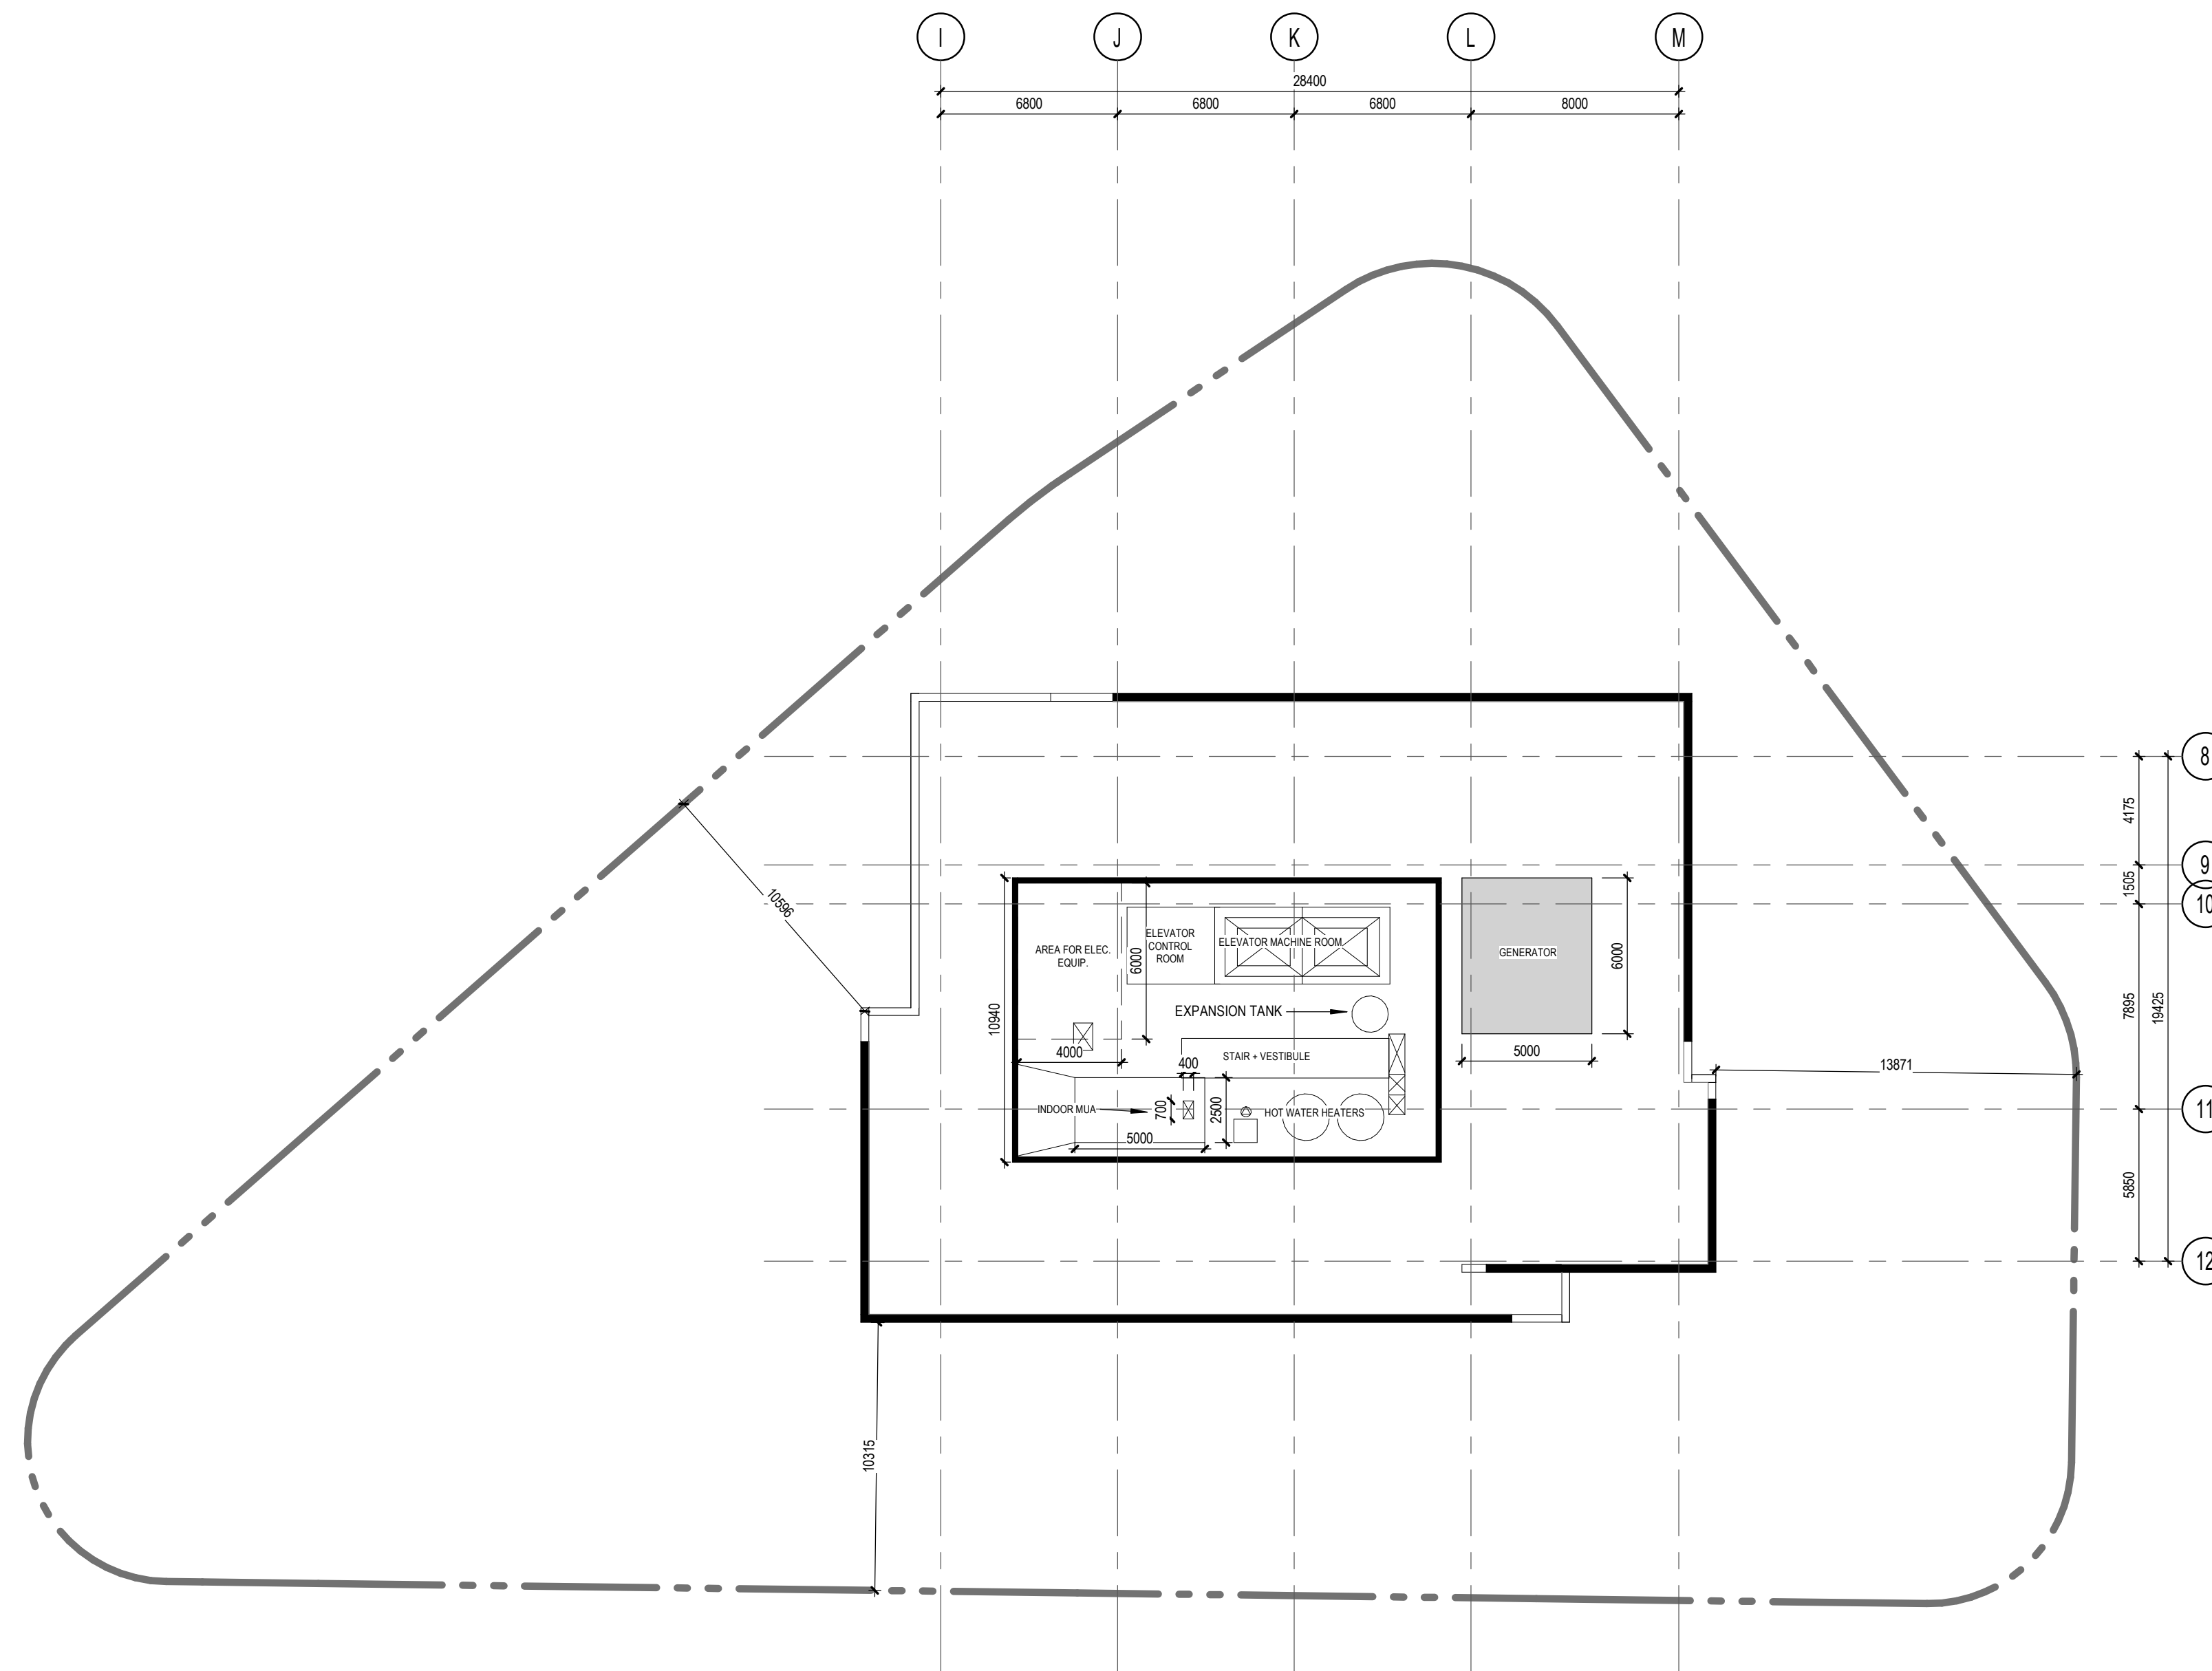 I
J
K
L
M
28400
6800
6800
6800
8000
8
4175
9
1505
10
7895
19425
11
5850
12
10596
10940
AREA FOR ELEC.
EQUIP.
6000
ELEVATOR
CONTROL
ROOM
ELEVATOR MACHINE ROOM
GENERATOR
6000
5000
EXPANSION TANK
4000
400
STAIR + VESTIBULE
13871
INDOOR MUA
700
2500
HOT WATER HEATERS
5000
10315